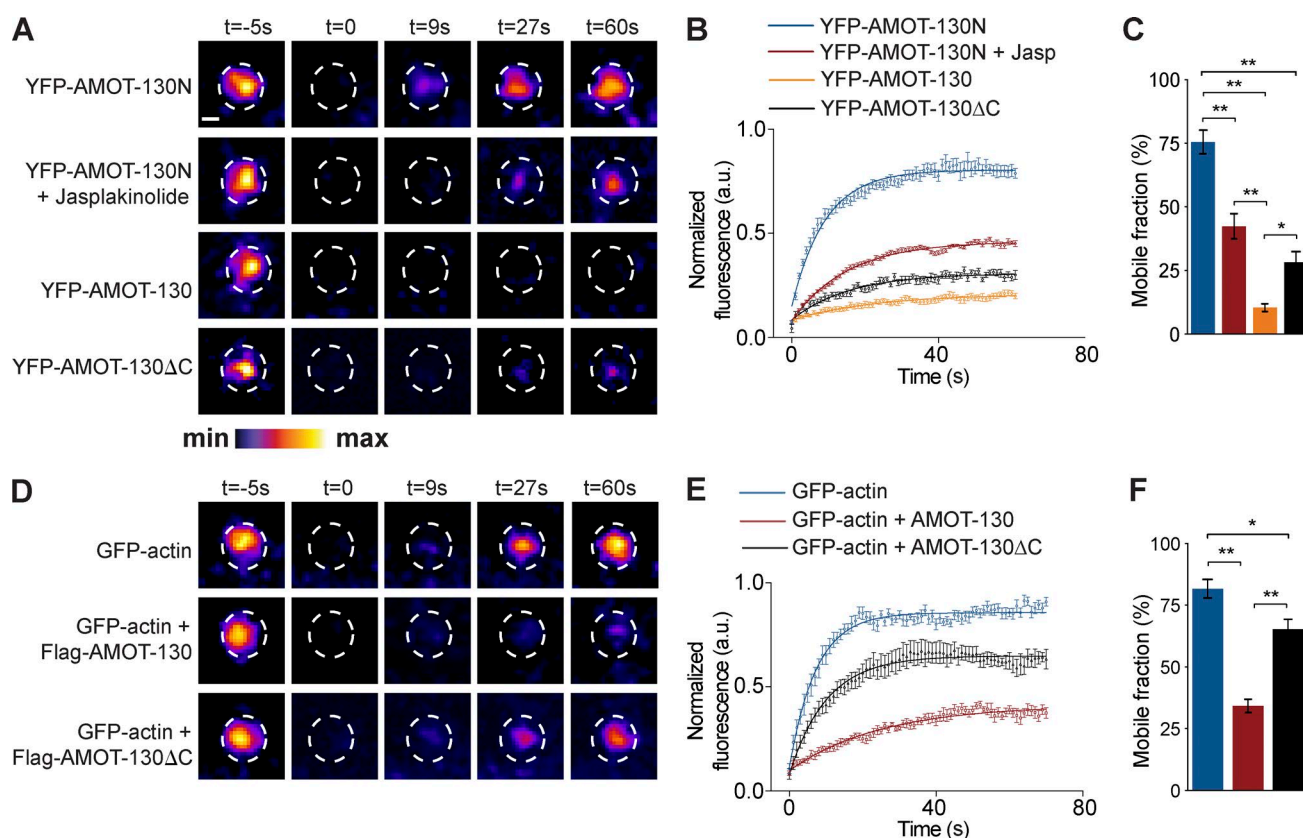 A
t=-5s t=0 t=9s t=27s t=60s
YFP-AMOT-130N
YFP-AMOT-130N
+ Jasplakinolide
YFP-AMOT-130
YFP-AMOT-130ΔC
min max
B
YFP-AMOT-130N
YFP-AMOT-130N + Jasp
YFP-AMOT-130
YFP-AMOT-130ΔC
Normalized
fluorescence (a.u.)
1.0
0.5
0.0
0 40 80
Time (s)
C
Mobile fraction (%)
100
75
50
25
0
**
**
**
**
*
D
t=-5s t=0 t=9s t=27s t=60s
GFP-actin
GFP-actin +
Flag-AMOT-130
GFP-actin +
Flag-AMOT-130ΔC
E
GFP-actin
GFP-actin + AMOT-130
GFP-actin + AMOT-130ΔC
Normalized
fluorescence (a.u.)
1.0
0.5
0.0
0 40 80
Time (s)
F
Mobile fraction (%)
100
75
50
25
0
*
**
**